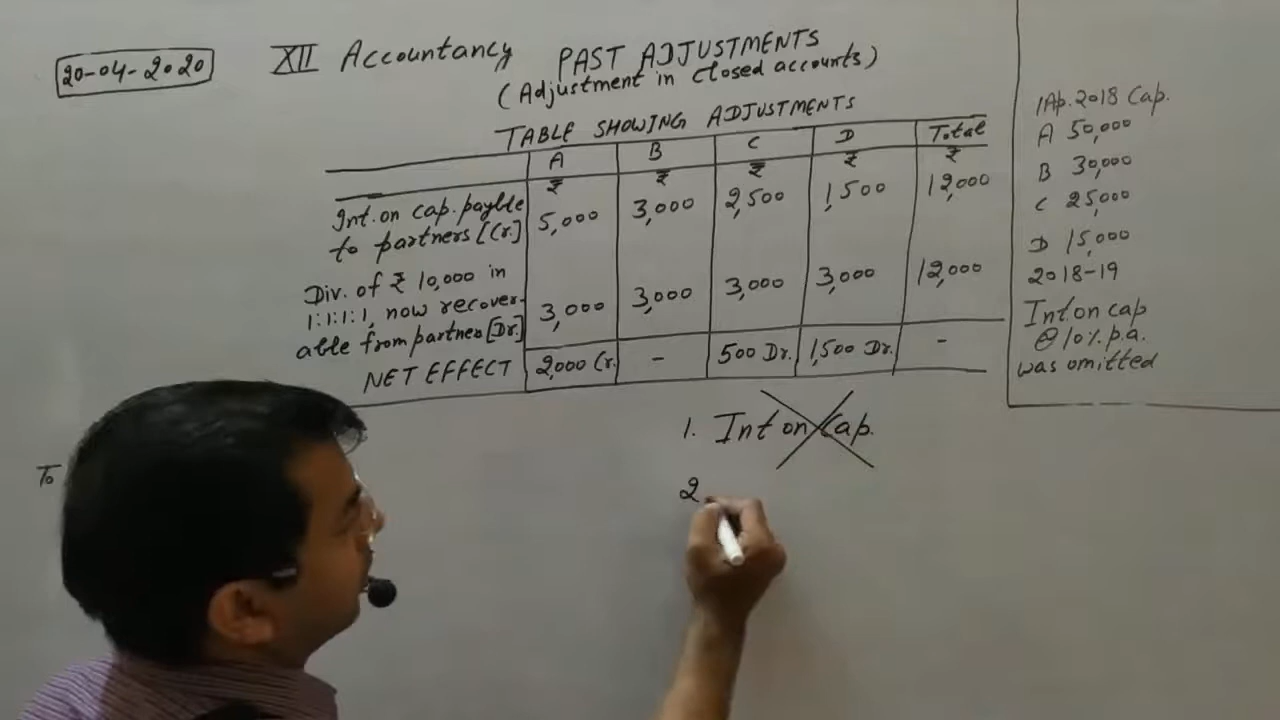 20-04-2020
XII Accountancy PAST ADJUSTMENTS
(Adjustment in closed accounts)
TABLE SHOWING ADJUSTMENTS
A B C D Total
₹ ₹ ₹ ₹ ₹
Int. on cap. payble
to partners [Cr.] 5,000 3,000 2,500 1,500 12,000
Div. of ₹ 10,000 in
1:1:1:1, now recover-
able from partners [Dr.] 3,000 3,000 3,000 3,000 12,000
NET EFFECT 2,000 Cr. - 500 Dr. 1,500 Dr. -
1 Ap. 2018 Cap.
A 50,000
B 30,000
C 25,000
D 15,000
2018-19
Int. on cap
@ 10% p.a.
was omitted
1. Int on Cap.
2.
To